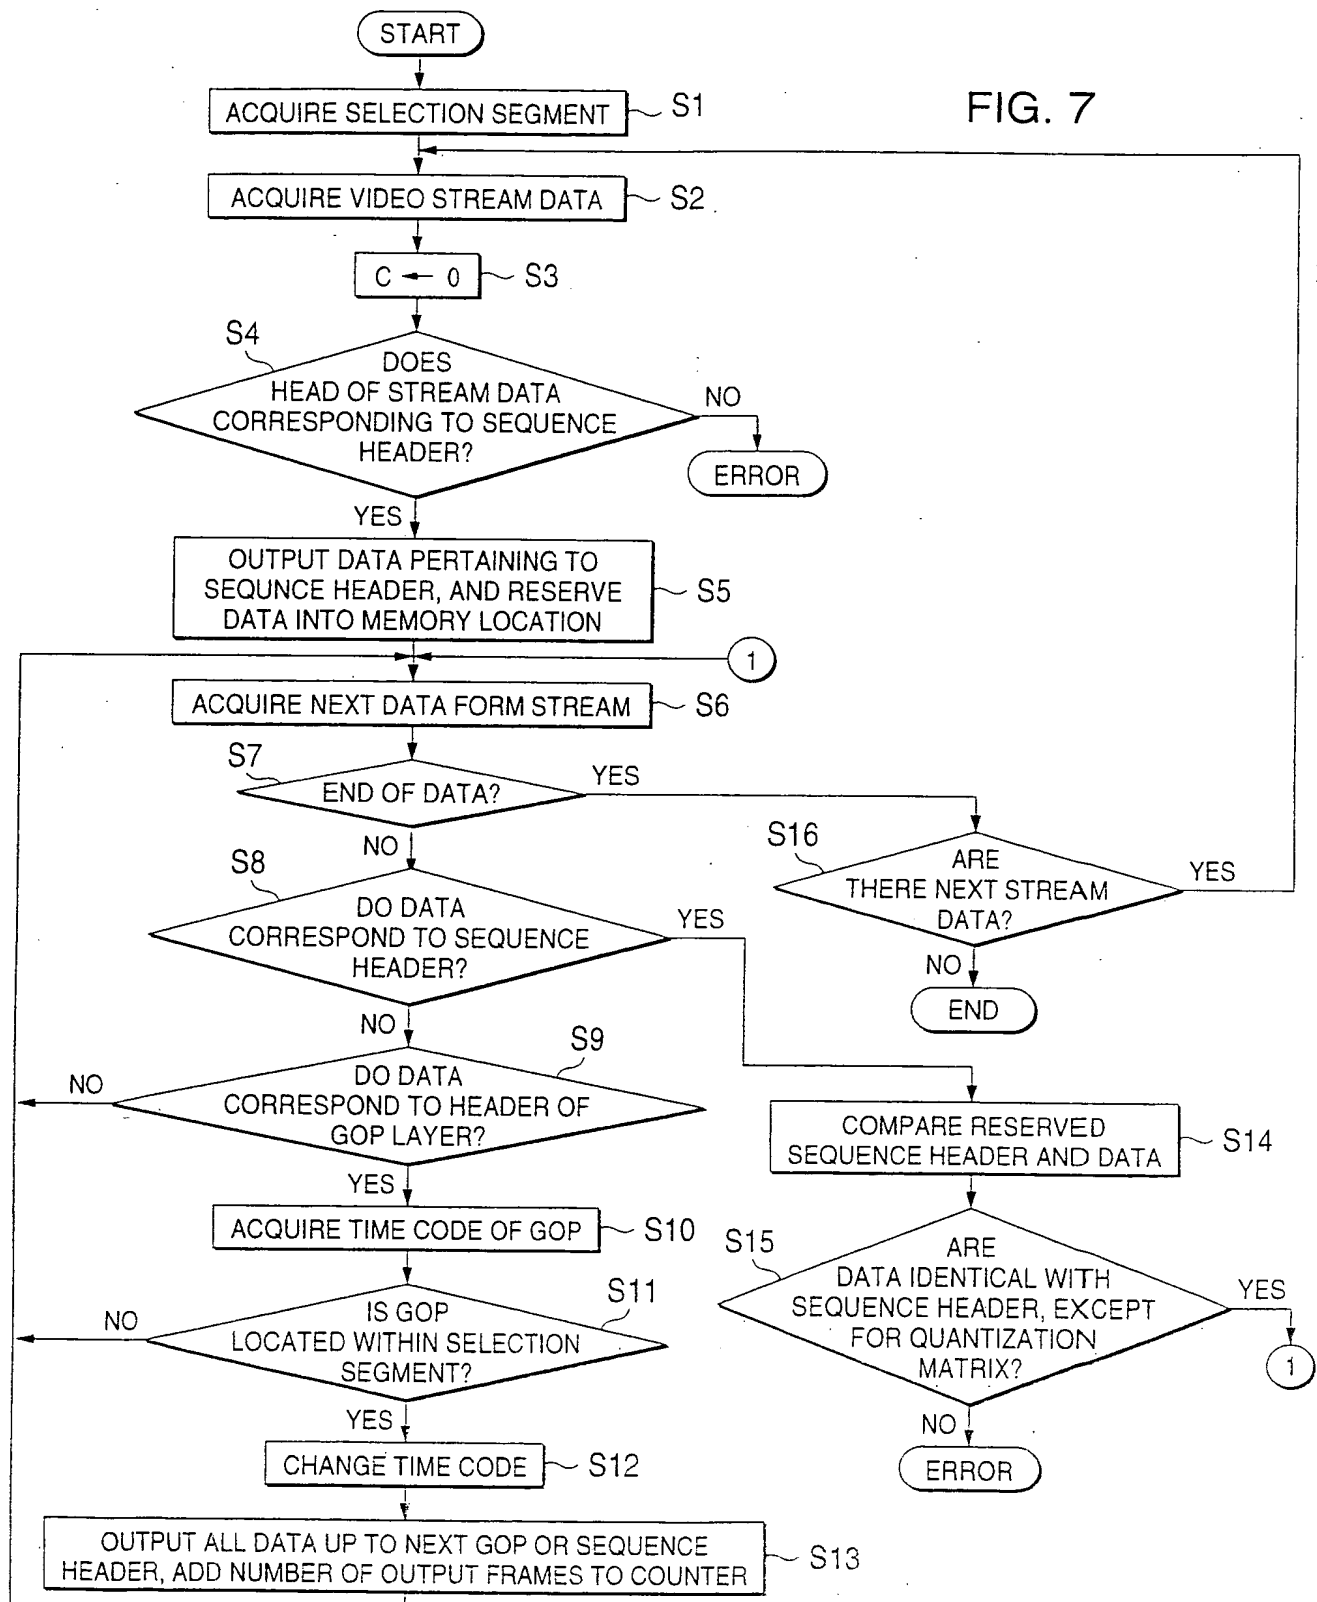 START
FIG. 7
ACQUIRE SELECTION SEGMENT
S1
ACQUIRE VIDEO STREAM DATA
S2
C ← 0
S3
S4
DOES
HEAD OF STREAM DATA
CORRESPONDING TO SEQUENCE
HEADER?
NO
ERROR
YES
OUTPUT DATA PERTAINING TO
SEQUNCE HEADER, AND RESERVE
DATA INTO MEMORY LOCATION
S5
1
ACQUIRE NEXT DATA FORM STREAM
S6
S7
END OF DATA?
YES
NO
S16
ARE
THERE NEXT STREAM
DATA?
YES
NO
END
S8
DO DATA
CORRESPOND TO SEQUENCE
HEADER?
YES
NO
S9
DO DATA
CORRESPOND TO HEADER OF
GOP LAYER?
NO
YES
COMPARE RESERVED
SEQUENCE HEADER AND DATA
S14
ACQUIRE TIME CODE OF GOP
S10
S15
ARE
DATA IDENTICAL WITH
SEQUENCE HEADER, EXCEPT
FOR QUANTIZATION
MATRIX?
YES
1
NO
ERROR
S11
IS GOP
LOCATED WITHIN SELECTION
SEGMENT?
NO
YES
CHANGE TIME CODE
S12
OUTPUT ALL DATA UP TO NEXT GOP OR SEQUENCE
HEADER, ADD NUMBER OF OUTPUT FRAMES TO COUNTER
S13